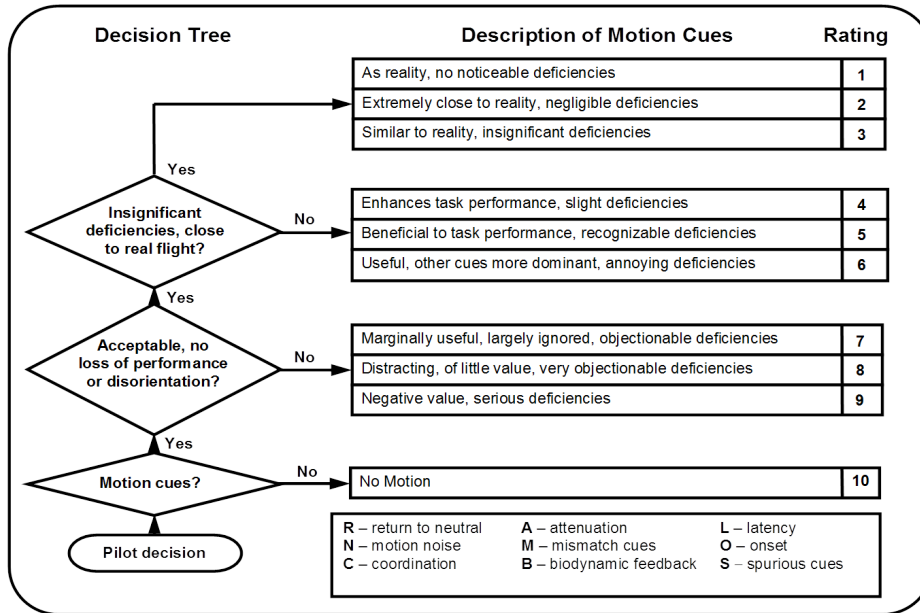 Decision Tree
Description of Motion Cues
Rating
As reality, no noticeable deficiencies 1
Extremely close to reality, negligible deficiencies 2
Similar to reality, insignificant deficiencies 3
Yes
Insignificant
deficiencies, close
to real flight?
No
Enhances task performance, slight deficiencies 4
Beneficial to task performance, recognizable deficiencies 5
Useful, other cues more dominant, annoying deficiencies 6
Yes
Acceptable, no
loss of performance
or disorientation?
No
Marginally useful, largely ignored, objectionable deficiencies 7
Distracting, of little value, very objectionable deficiencies 8
Negative value, serious deficiencies 9
Yes
Motion cues?
No
No Motion 10
Pilot decision
R – return to neutral A – attenuation L – latency
N – motion noise M – mismatch cues O – onset
C – coordination B – biodynamic feedback S – spurious cues